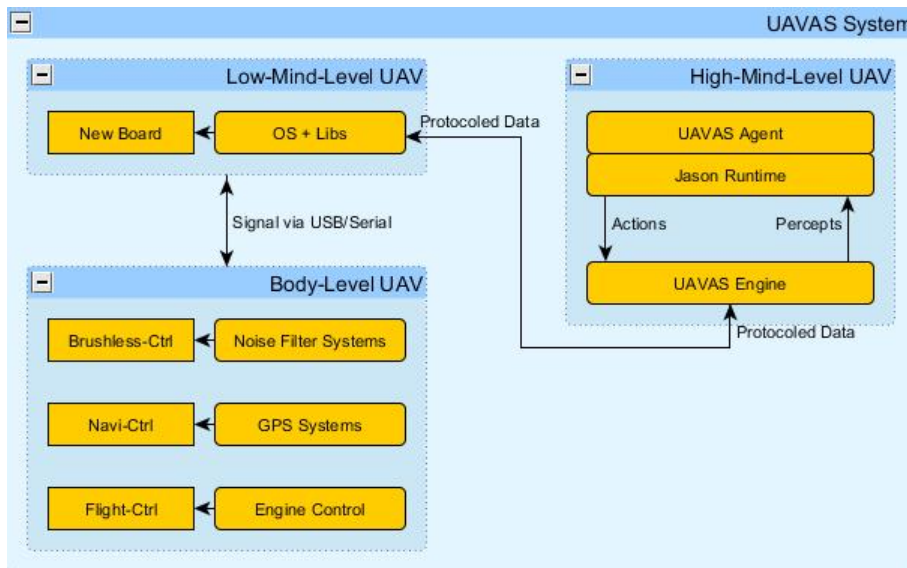 UAVAS System
Low-Mind-Level UAV
New Board
OS + Libs
Protocoled Data
High-Mind-Level UAV
UAVAS Agent
Jason Runtime
Actions
Percepts
UAVAS Engine
Protocoled Data
Signal via USB/Serial
Body-Level UAV
Brushless-Ctrl
Noise Filter Systems
Navi-Ctrl
GPS Systems
Flight-Ctrl
Engine Control